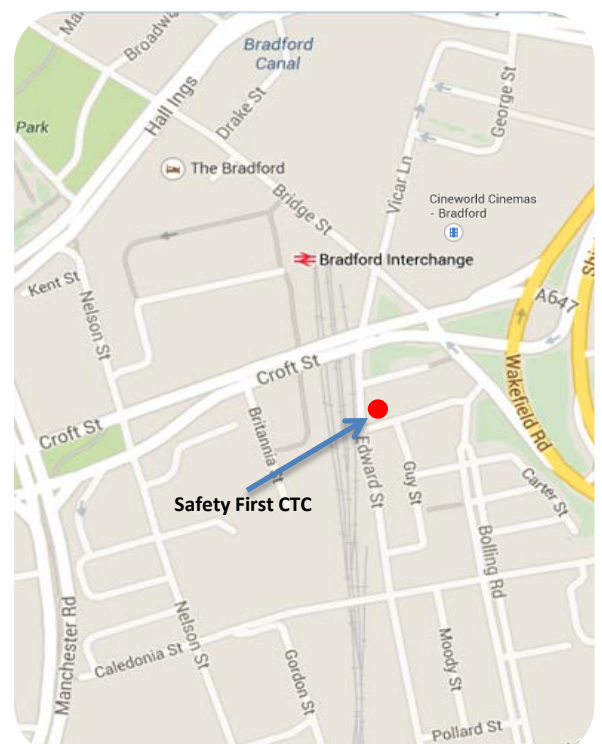 Broadway
Bradford
Canal
Hall Ings
Drake St
George St
Park
The Bradford
Vicar Ln
Bridge St
Cineworld Cinemas
- Bradford
Bradford Interchange
Kent St
Nelson St
A647
Croft St
Wakefield Rd
Croft St
Britannia St
Edward St
Guy St
Carter St
Safety First CTC
Bolling Rd
Manchester Rd
Nelson St
Caledonia St
Gordon St
Moody St
Pollard St